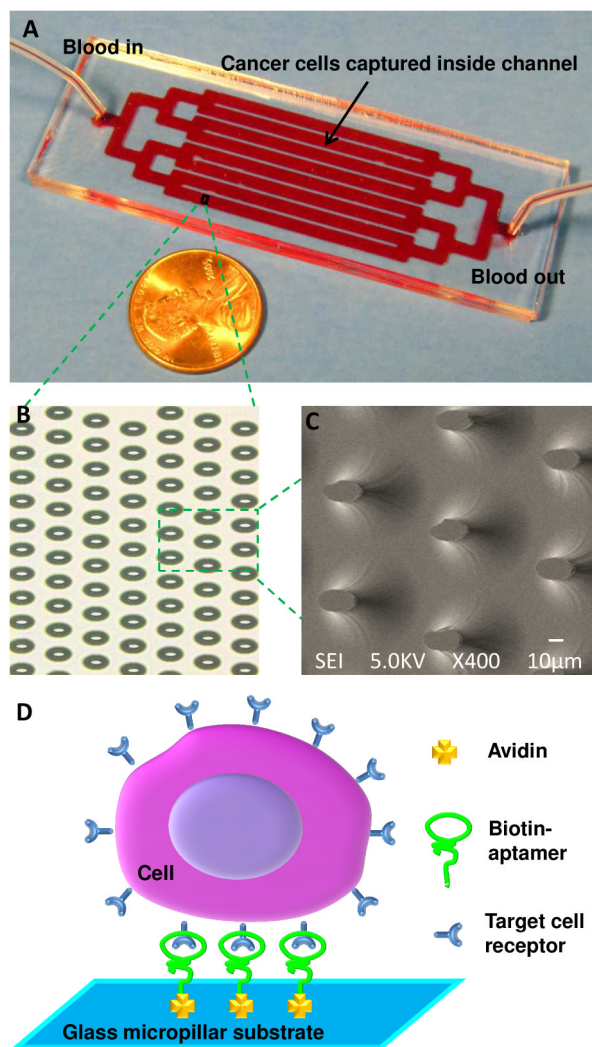 A
Blood in
Cancer cells captured inside channel
Blood out
B
C
SEI 5.0KV X400 10μm
D
Avidin
Biotin-
aptamer
Cell
Target cell
receptor
Glass micropillar substrate